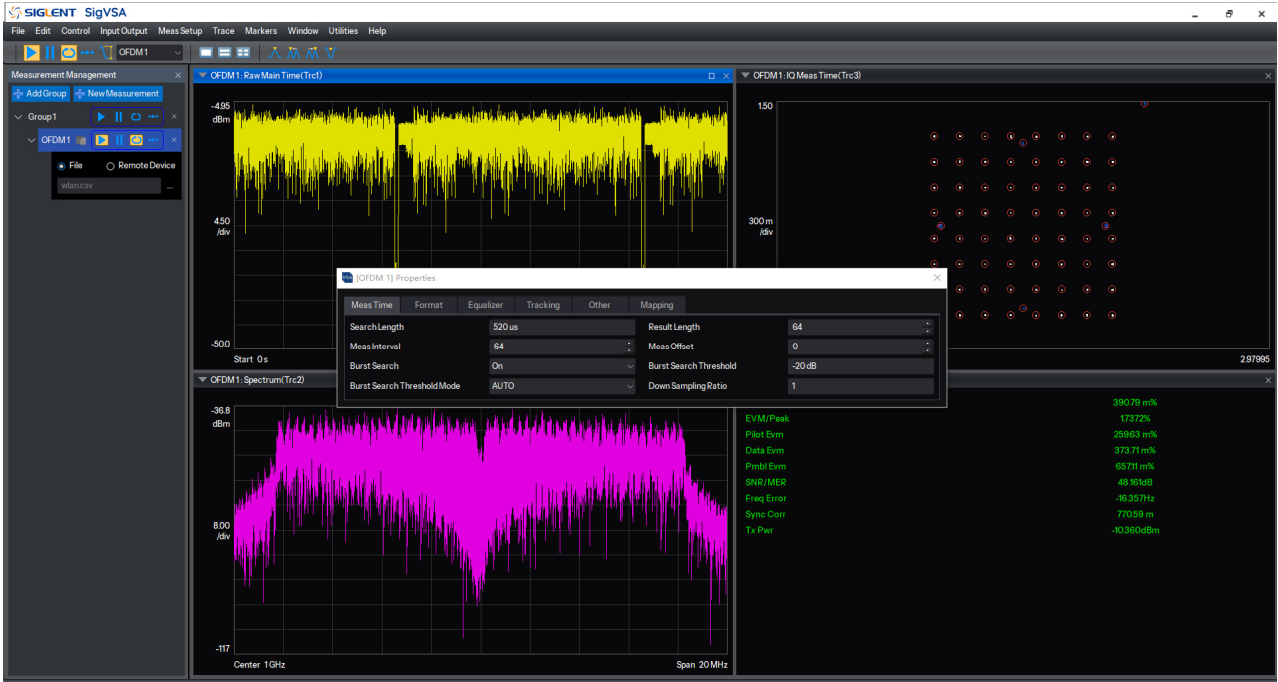 SIGLENT SigVSA
File Edit Control Input Output Meas Setup Trace Markers Window Utilities Help
OFDM 1
Measurement Management
Add Group New Measurement
Group1
OFDM1
File Remote Device
wlan.csv ...
OFDM1: Raw Main Time(Trc1)
-4.95
dBm
4.50
/div
-50.0
Start 0 s
OFDM1: IQ Meas Time(Trc3)
1.50
300 m
/div
2.97995
VSA [OFDM 1] Properties
Meas Time Format Equalizer Tracking Other Mapping
Search Length 520 us Result Length 64
Meas Interval 64 Meas Offset 0
Burst Search On Burst Search Threshold -20 dB
Burst Search Threshold Mode AUTO Down Sampling Ratio 1
OFDM1: Spectrum(Trc2)
-36.8
dBm
8.00
/div
-117
Center 1 GHz Span 20 MHz
390.79 m%
EVM/Peak 1.7372%
Pilot Evm 259.63 m%
Data Evm 373.71 m%
Pmbl Evm 657.11 m%
SNR/MER 48.161dB
Freq Error -16.357Hz
Sync Corr 770.59 m
Tx Pwr -10.360dBm